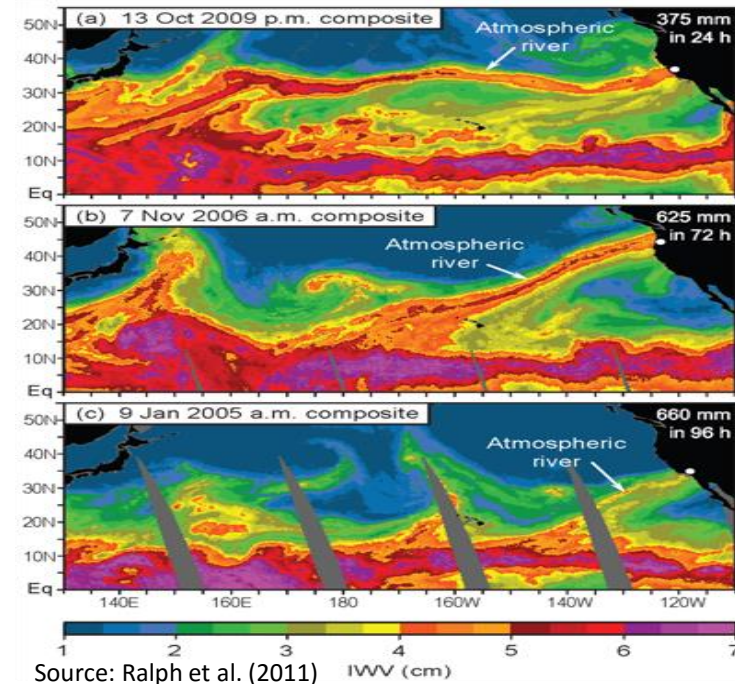 (a) 13 Oct 2009 p.m. composite
375 mm
in 24 h
Atmospheric
river
50N
40N
30N
20N
10N
Eq
(b) 7 Nov 2006 a.m. composite
625 mm
in 72 h
Atmospheric
river
50N
40N
30N
20N
10N
Eq
(c) 9 Jan 2005 a.m. composite
660 mm
in 96 h
Atmospheric
river
50N
40N
30N
20N
10N
Eq
140E 160E 180 160W 140W 120W
1 2 3 4 5 6 7
Source: Ralph et al. (2011) IWV (cm)